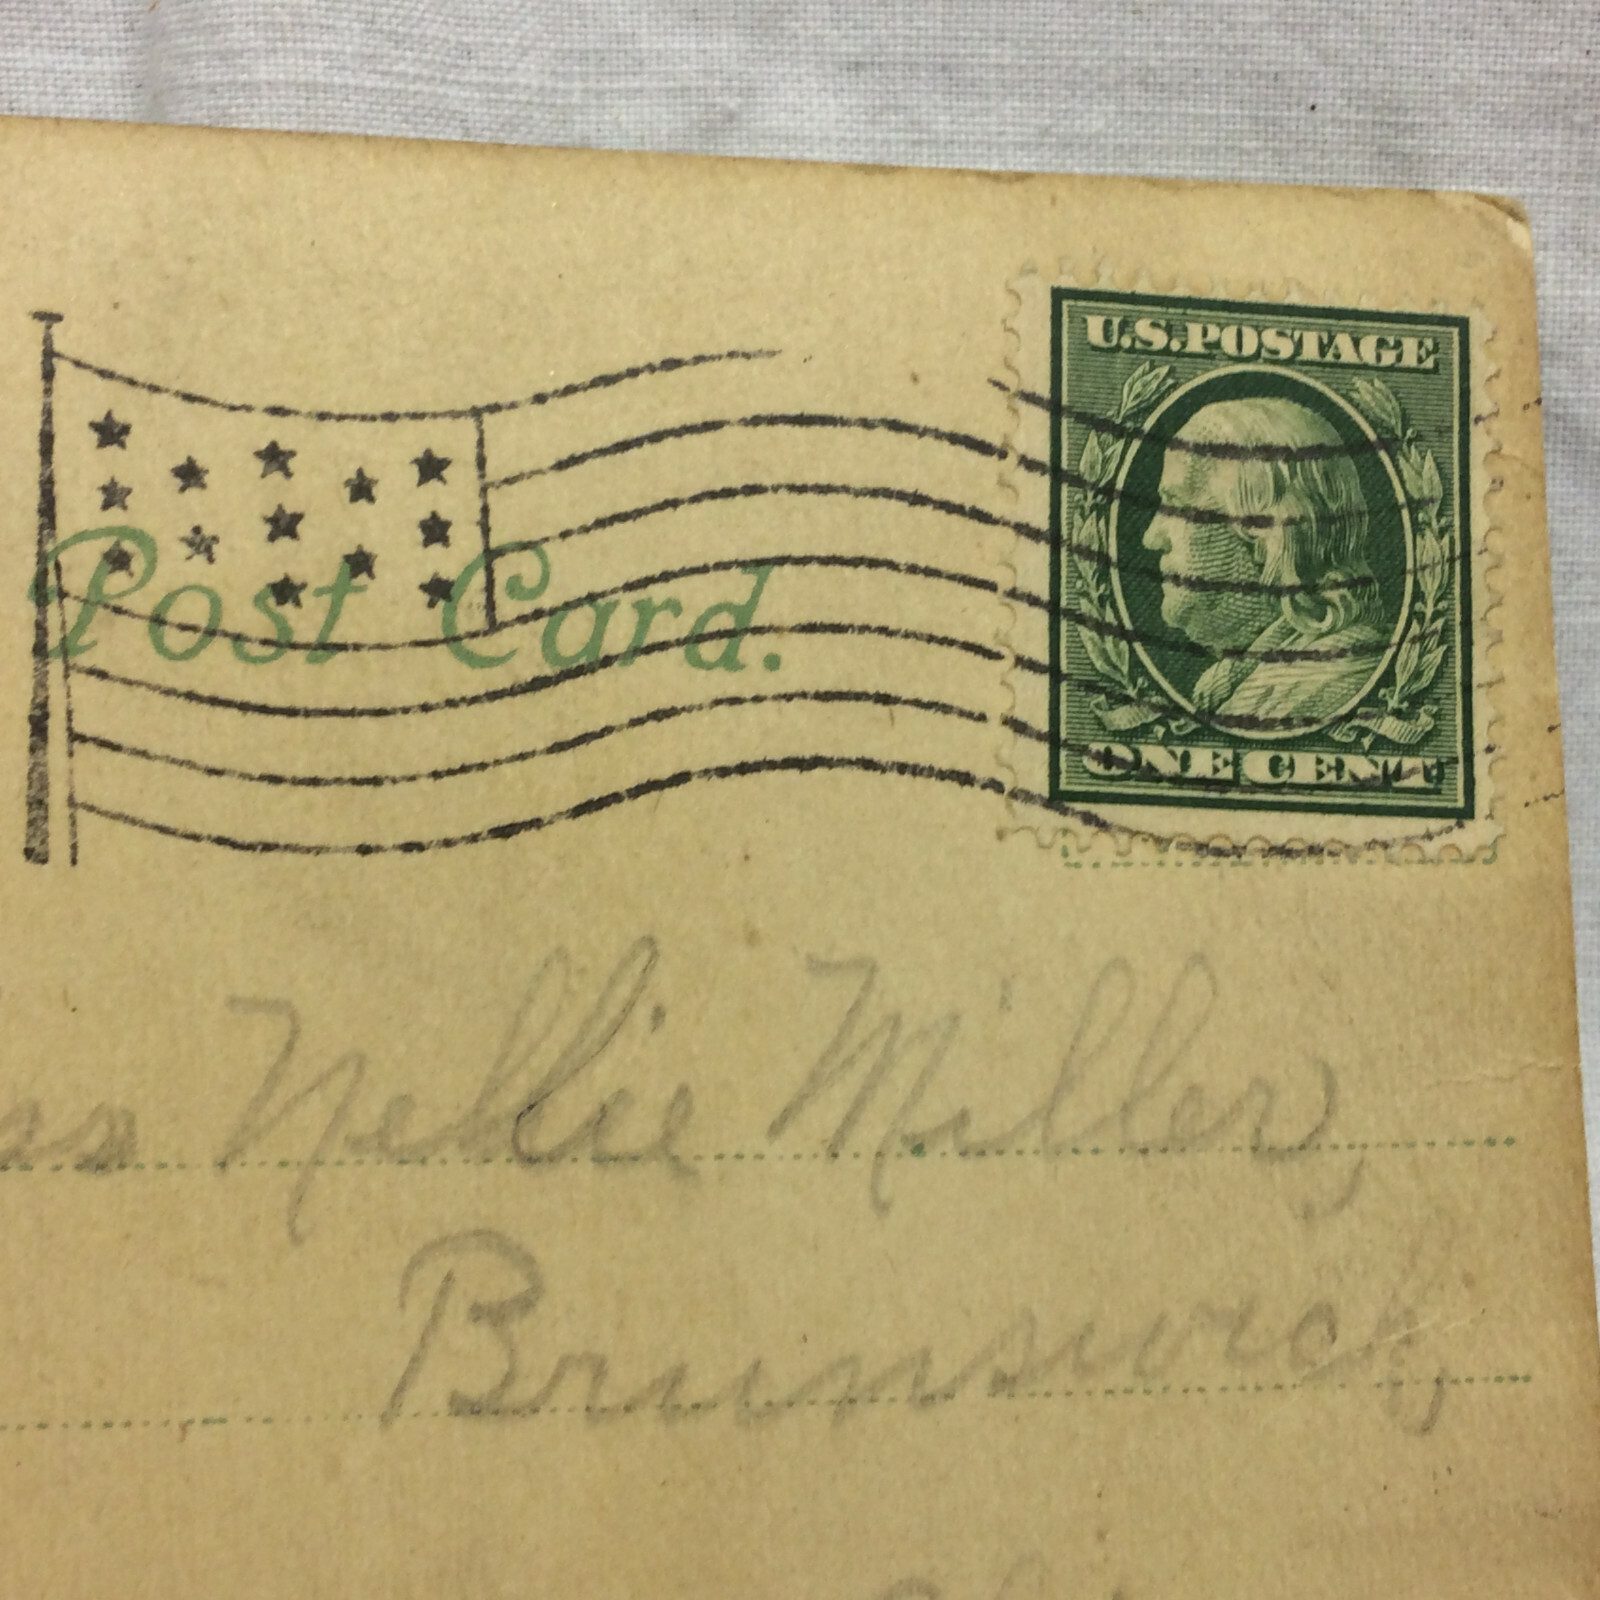 U.S. POSTAGE
ONE CENT
Post Card.
Nellie Miller,
Brunswick,